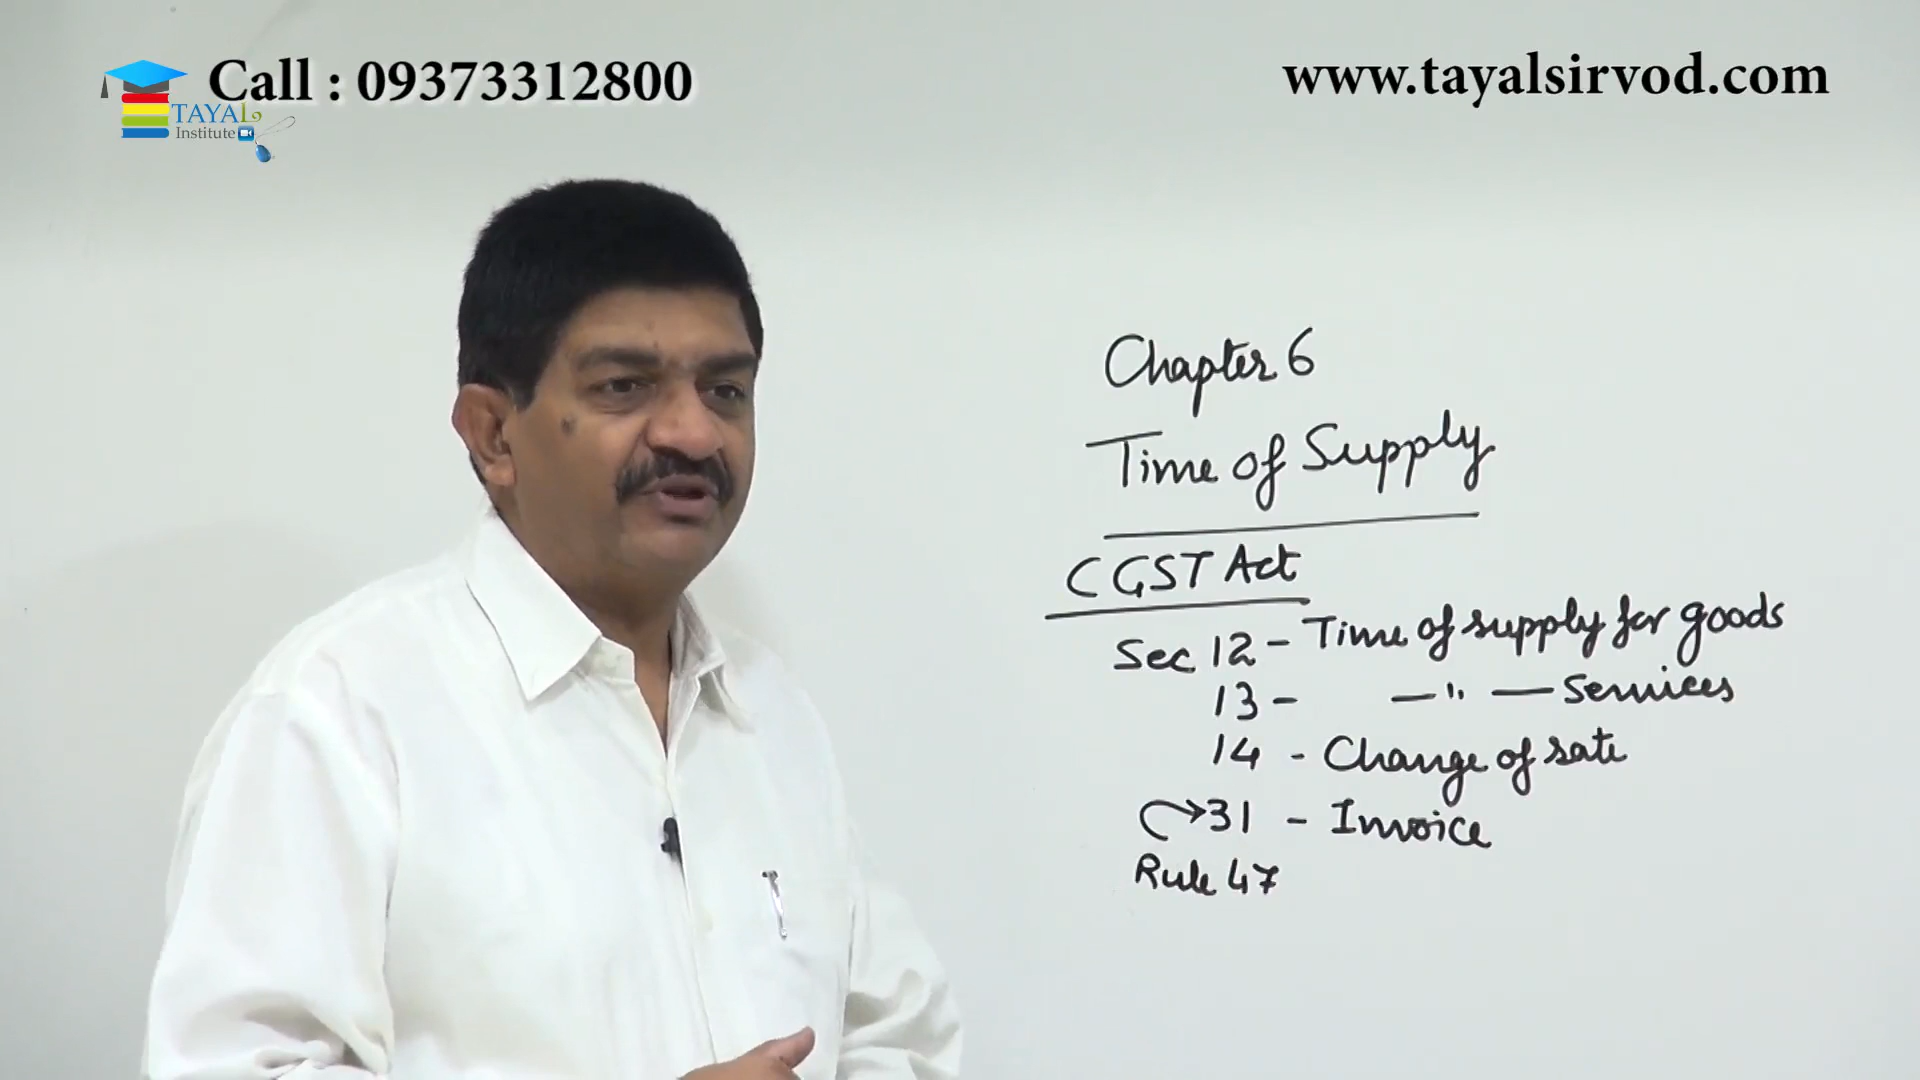 Call : 09373312800
www.tayalsirvod.com
TAYAL
Institute
Chapter 6
Time of Supply
CGST Act
Sec 12 - Time of supply for goods
13 - — " — Services
14 - Change of rate
31 - Invoice
Rule 47